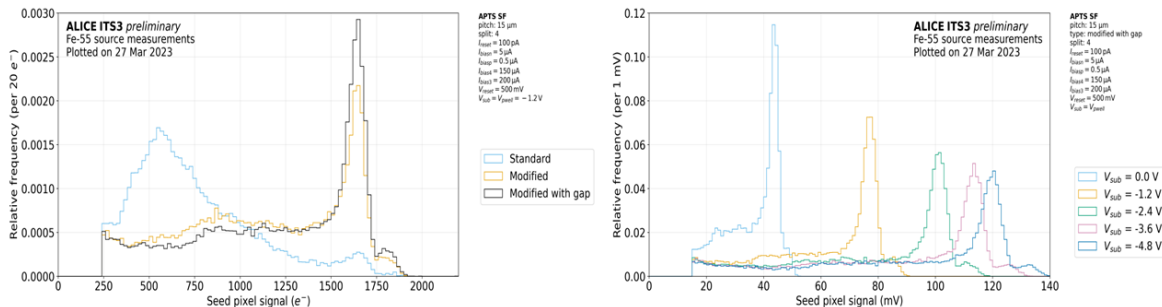 ALICE ITS3 preliminary
Fe-55 source measurements
Plotted on 27 Mar 2023
APTS SF
pitch: 15 μm
split: 4
I_reset = 100 pA
I_biasn = 5 μA
I_biasp = 0.5 μA
I_bias4 = 150 μA
I_bias3 = 200 μA
V_reset = 500 mV
V_sub = V_pwell = −1.2 V
Standard
Modified
Modified with gap
Relative frequency (per 20 e⁻)
0.0030
0.0025
0.0020
0.0015
0.0010
0.0005
0.0000
0
250
500
750
1000
1250
1500
1750
2000
Seed pixel signal (e⁻)
ALICE ITS3 preliminary
Fe-55 source measurements
Plotted on 27 Mar 2023
APTS SF
pitch: 15 μm
type: modified with gap
split: 4
I_reset = 100 pA
I_biasn = 5 μA
I_biasp = 0.5 μA
I_bias4 = 150 μA
I_bias3 = 200 μA
V_reset = 500 mV
V_sub = V_pwell
V_sub = 0.0 V
V_sub = -1.2 V
V_sub = -2.4 V
V_sub = -3.6 V
V_sub = -4.8 V
Relative frequency (per 1 mV)
0.12
0.10
0.08
0.06
0.04
0.02
0.00
0
20
40
60
80
100
120
140
Seed pixel signal (mV)